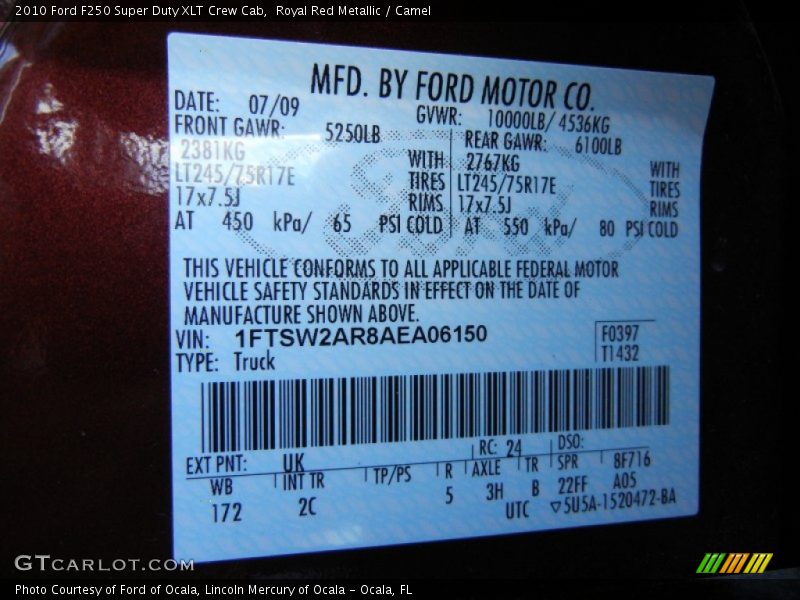 2010 Ford F250 Super Duty XLT Crew Cab,  Royal Red Metallic / Camel
MFD. BY FORD MOTOR CO.
DATE: 07/09 GVWR: 10000LB/ 4536KG
FRONT GAWR: 5250LB REAR GAWR: 6100LB
2381KG WITH 2767KG WITH
LT245/75R17E TIRES LT245/75R17E TIRES
17x7.5J RIMS 17x7.5J RIMS
AT 450 kPa/ 65 PSI COLD AT 550 kPa/ 80 PSI COLD
THIS VEHICLE CONFORMS TO ALL APPLICABLE FEDERAL MOTOR
VEHICLE SAFETY STANDARDS IN EFFECT ON THE DATE OF
MANUFACTURE SHOWN ABOVE.
VIN: 1FTSW2AR8AEA06150 F0397
TYPE: Truck T1432
EXT PNT: UK RC: 24 DSO:
WB INT TR TP/PS R AXLE TR SPR 8F716
172 2C 5 3H B 22FF A05
UTC ▽5U5A-1520472-BA
GTCARLOT.COM
Photo Courtesy of Ford of Ocala, Lincoln Mercury of Ocala - Ocala, FL